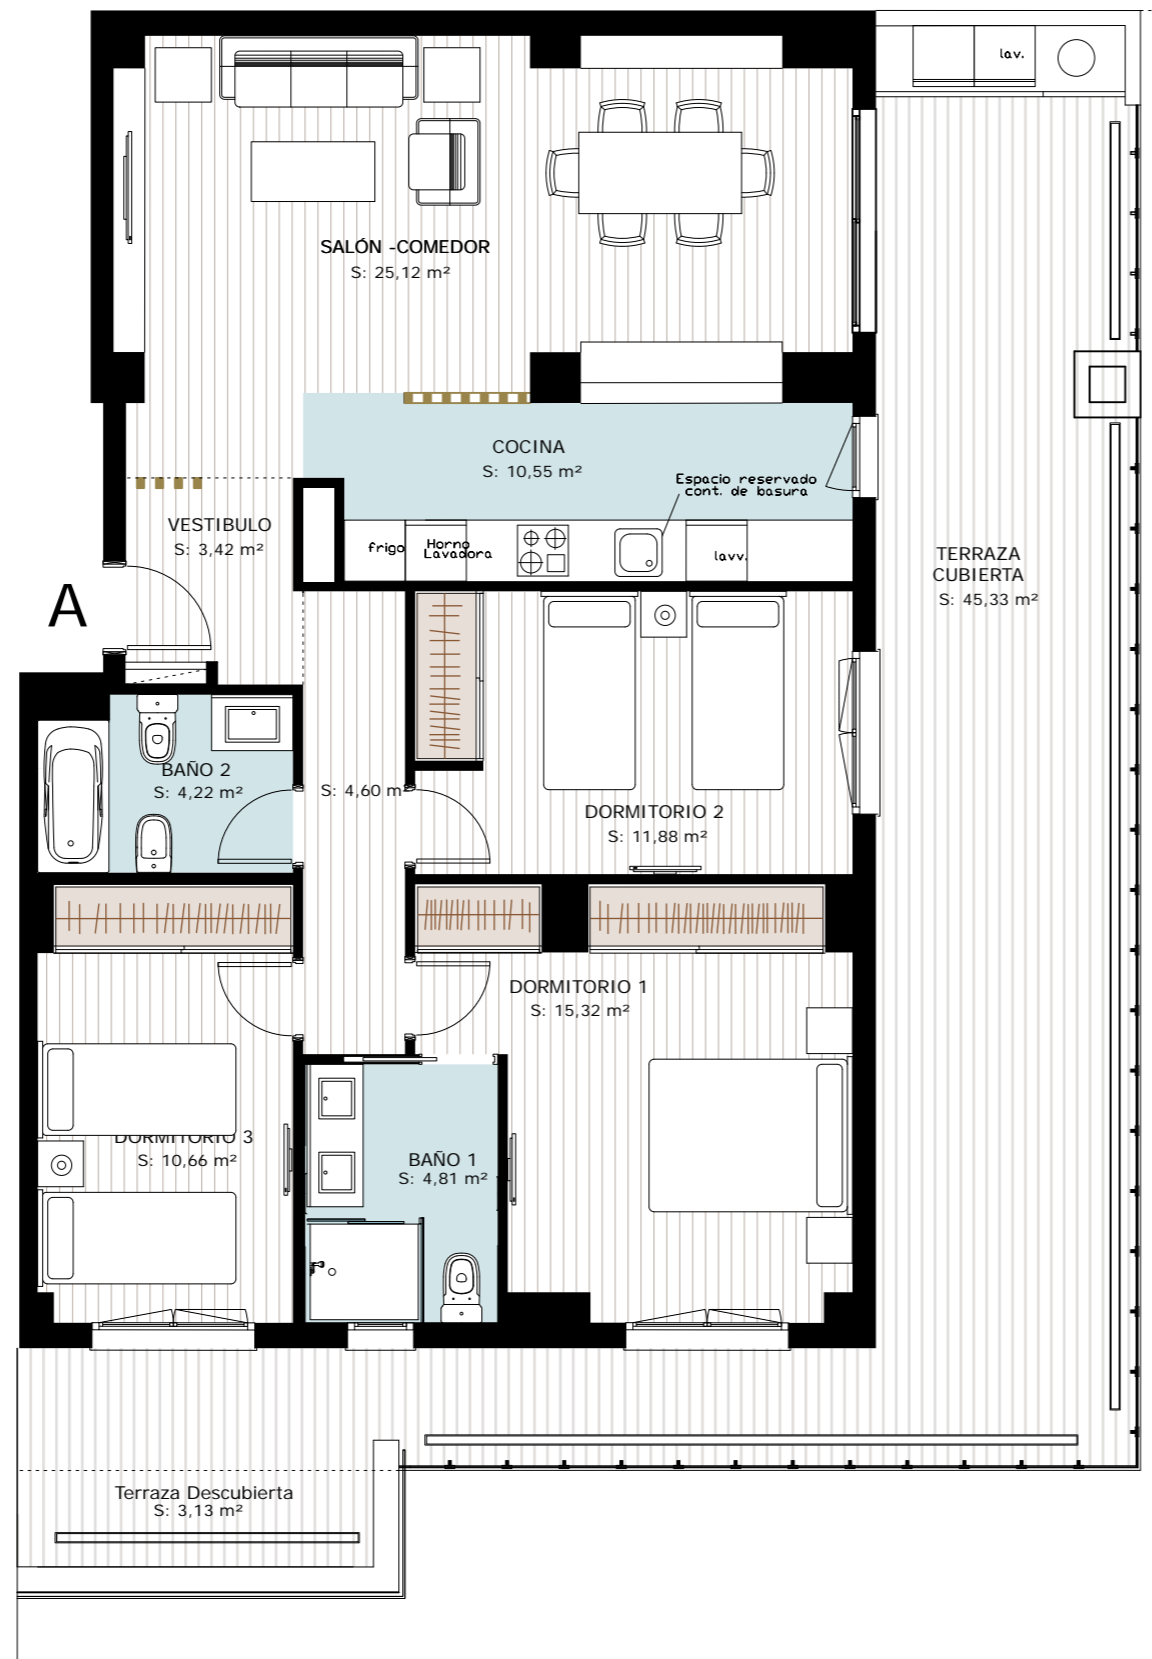 lav.
SALÓN -COMEDOR
S: 25,12 m²
COCINA
S: 10,55 m²
Espacio reservado
cont. de basura
VESTIBULO
S: 3,42 m²
frigo
Horno
Lavadora
lavv.
TERRAZA
CUBIERTA
S: 45,33 m²
A
BAÑO 2
S: 4,22 m²
S: 4,60 m²
DORMITORIO 2
S: 11,88 m²
DORMITORIO 1
S: 15,32 m²
DORMITORIO 3
S: 10,66 m²
BAÑO 1
S: 4,81 m²
Terraza Descubierta
S: 3,13 m²